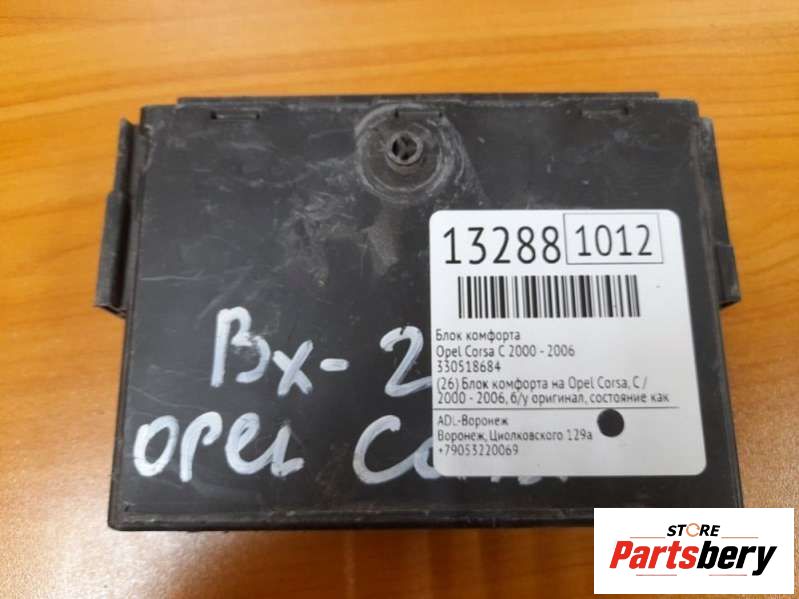 13288 1012
Блок комфорта
Opel Corsa C 2000 - 2006
330518684
(26) Блок комфорта на Opel Corsa, C /
2000 - 2006, б/у оригинал, состояние как
ADL-Воронеж
Воронеж, Циолковского 129а
+79053220069
Вх- 2
OPEL
STORE
Partsbery